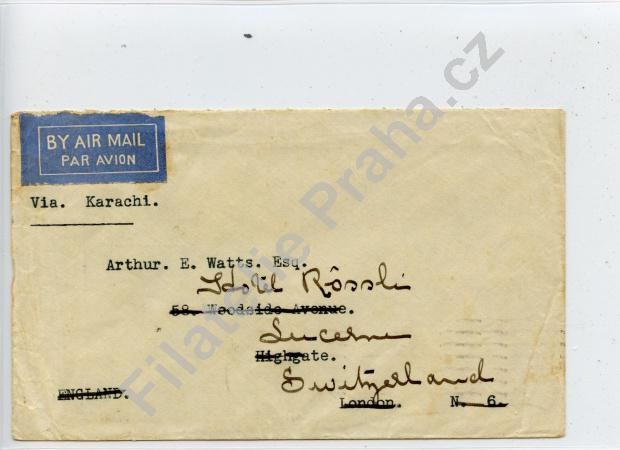 BY AIR MAIL
PAR AVION
Via. Karachi.
Arthur. E. Watts. Esq.
Hotel Rössli
58. Woodside Avenue.
Lucerne
Highgate.
Switzerland
ENGLAND.
London. N. 6.
Filatelie Praha.cz